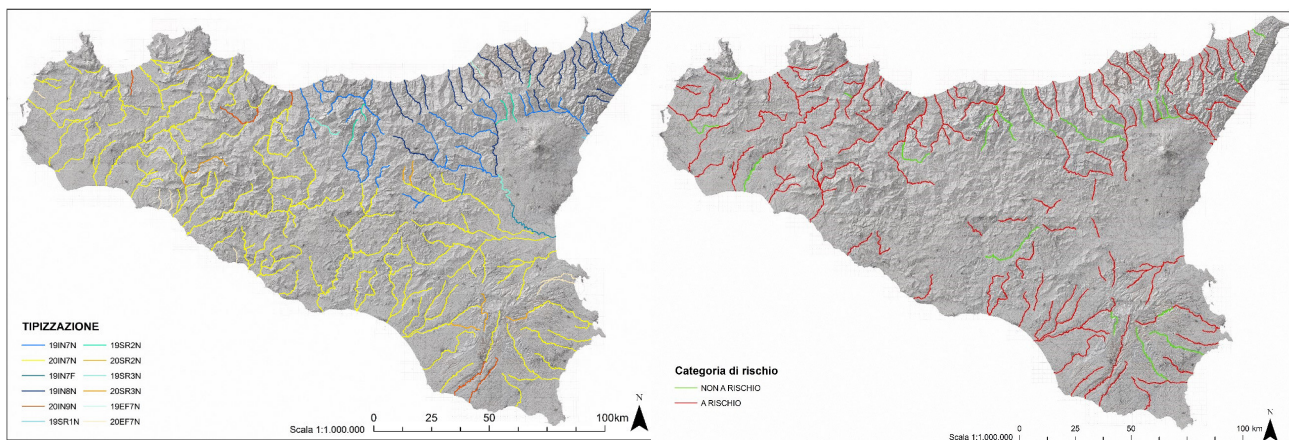 TIPIZZAZIONE
19IN7N 19SR2N
20IN7N 20SR2N
19IN7F 19SR3N
19IN8N 20SR3N
20IN9N 19EF7N
19SR1N 20EF7N
0 25 50 100km
Scala 1:1.000.000
N
Categoria di rischio
NON A RISCHIO
A RISCHIO
0 25 50 100 km
Scala 1:1.000.000
N